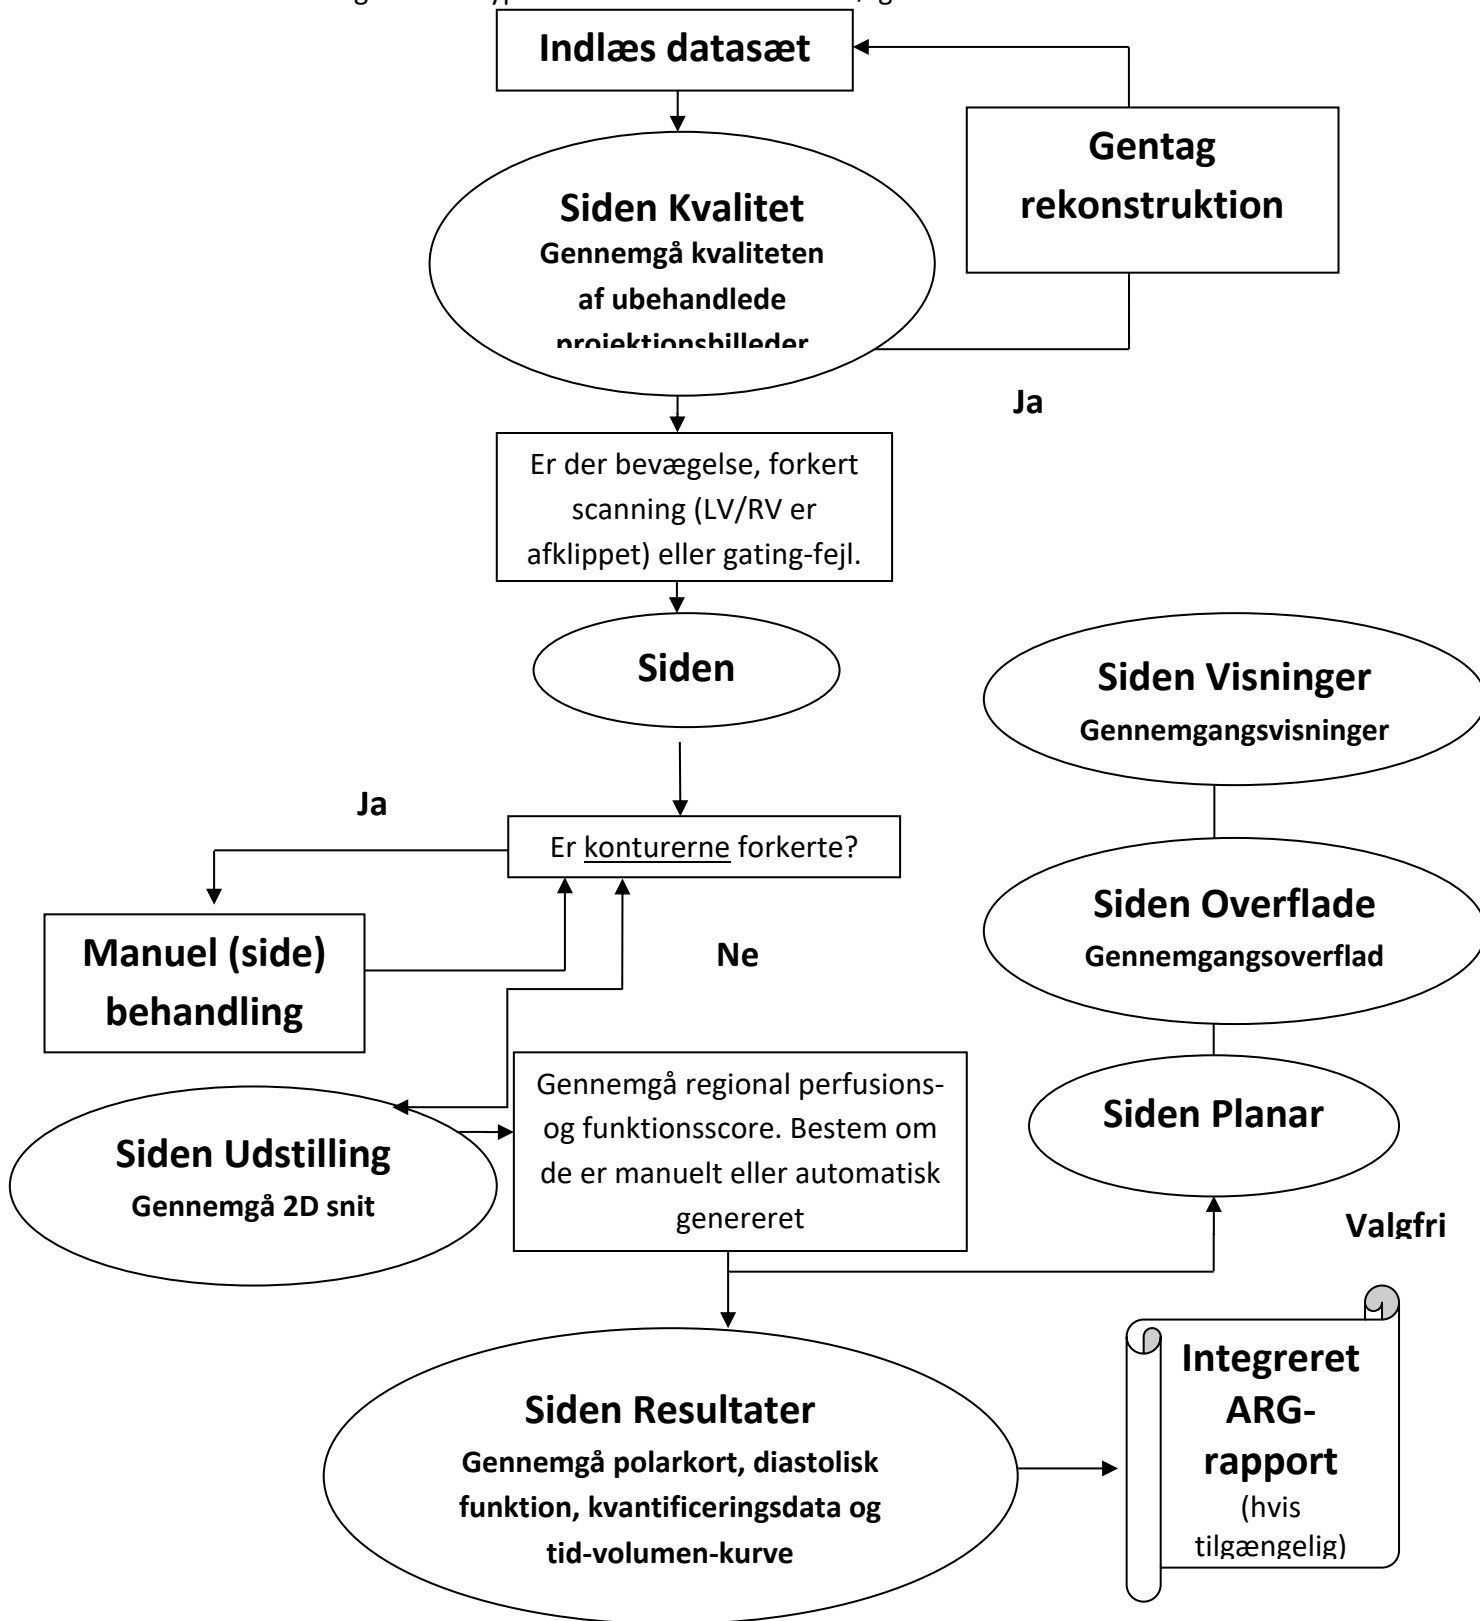 Indlæs datasæt
Gentag
rekonstruktion
Siden Kvalitet
Gennemgå kvaliteten
af ubehandlede
projektionsbilleder
Ja
Er der bevægelse, forkert
scanning (LV/RV er
afklippet) eller gating-fejl.
Siden
Siden Visninger
Gennemgangsvisninger
Ja
Er konturerne forkerte?
Siden Overflade
Gennemgangsoverflad
Manuel (side)
behandling
Ne
Gennemgå regional perfusions-
og funktionsscore. Bestem om
de er manuelt eller automatisk
genereret
Siden Planar
Siden Udstilling
Gennemgå 2D snit
Valgfri
Integreret
ARG-
rapport
(hvis
tilgængelig)
Siden Resultater
Gennemgå polarkort, diastolisk
funktion, kvantificeringsdata og
tid-volumen-kurve